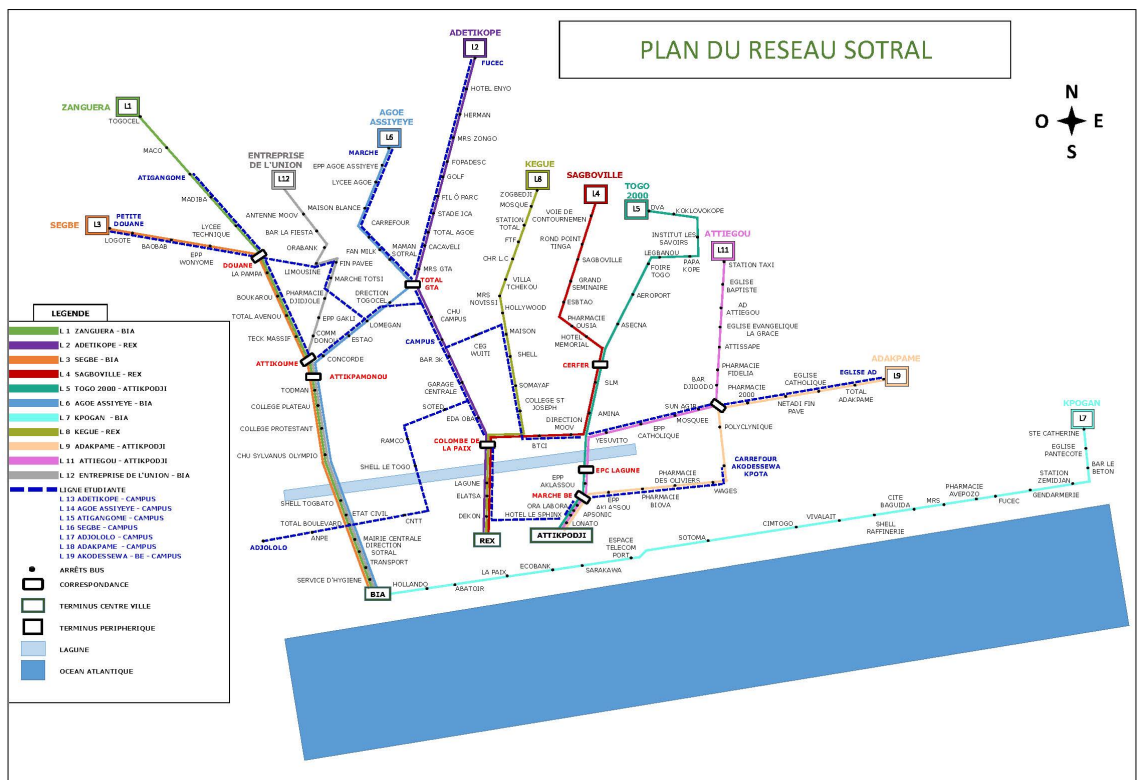 PLAN DU RESEAU SOTRAL
N
O E
S
ADETIKOPE
L2
FUCEC
HOTEL ENYO
HERMAN
MRS ZONGO
FOPADESC
GOLF
FIL Ô PARC
STADE JCA
TOTAL AGOE
CACAVELI
MRS GTA
TOTAL
GTA
ZANGUERA
L1
TOGOCEL
MACO
ATIGANGOME
MADIBA
LYCEE
TECHNIQUE
AGOE
ASSIYEYE
L6
MARCHE
EPP AGOE ASSIYEYE
LYCEE AGOE
MAISON BLANCHE
CARREFOUR
FAN MILK
MAMAN
SOTRAL
DIRECTION
TOGOCEL
LOMEGAN
ESTAO
CONCORDE
ENTREPRISE
DE L'UNION
L12
ANTENNE MOOV
BAR LA FIESTA
ORABANK
LIMOUSINE
FIN PAVEE
MARCHE TOTSI
PHARMACIE
DJIDJOLE
EPP GAKLI
COMM
DONOU
SEGBE
L3
PETITE
DOUANE
LOGOTE
BAOBAB
EPP
WONYOME
DOUANE
LA PAMPA
BOUKAROU
TOTAL AVENOU
TECK MASSIF
ATTIKOUME
ATTIKPAMONOU
TODMAN
COLLEGE PLATEAU
COLLEGE PROTESTANT
CHU SYLVANUS OLYMPIO
SHELL TOGBATO
ETAT CIVIL
TOTAL BOULEVARD
ANPE
MAIRIE CENTRALE
DIRECTION
SOTRAL
TRANSPORT
SERVICE D'HYGIENE
BIA
KEGUE
L8
ZOGBEDJI
MOSQUE
STATION
TOTAL
FTF
CHR L.C
VILLA
TCHEKOU
MRS
NOVISSI
HOLLYWOOD
MAISON
SHELL
SOMAYAF
COLLEGE ST
JOSEPH
CHU
CAMPUS
CAMPUS
CEG
WUITI
BAR 3K
GARAGE
CENTRALE
SOTED
EDA OBA
RAMCO
SHELL LE TOGO
CNTT
ADJOLOLO
COLOMBE DE
LA PAIX
LAGUNE
ELATSA
DEKON
REX
SAGBOVILLE
L4
VOIE DE
CONTOURNEMEN
ROND POINT
TINGA
SAGBOVILLE
GRAND
SEMINAIRE
ESBTAO
PHARMACIE
OUSIA
HOTEL
MEMORIAL
CERFER
SLM
AMINA
DIRECTION
MOOV
BTCI
TOGO
2000
L5
DVA
KOKLOVOKOPE
INSTITUT LES
SAVOIRS
LEGBANOU
PAPA
KOPE
FOIRE
TOGO
AEROPORT
ASECNA
ATTIEGOU
L11
STATION TAXI
EGLISE
BAPTISTE
AD
ATTIEGOU
EGLISE EVANGELIQUE
LA GRACE
ATTISSAPE
PHARMACIE
FIDELIA
BAR
DJIDODO
PHARMACIE
2000
EGLISE
CATHOLIQUE
EGLISE AD
ADAKPAME
L9
TOTAL
ADAKPAME
NETADI FIN
PAVE
SUN AGIP
MOSQUEE
EPP
CATHOLIQUE
YESUVITO
POLYCLYNIQUE
CARREFOUR
AKODESSEWA
KPOTA
WAGES
PHARMACIE
DES OLIVIERS
PHARMACIE
BIOVA
EPP
AKLASSOU
APSONIC
EPC LAGUNE
EPP
AKLASSOU
MARCHE BE
ORA LABORA
HOTEL LE SPHINX
LONATO
ATTIKPODJI
KPOGAN
L7
STE CATHERINE
EGLISE
PANTECOTE
BAR LE
BETON
STATION
ZEMIDJAN
GENDARMERIE
FUCEC
PHARMACIE
AVEPOZO
MRS
CITE
BAGUIDA
SHELL
RAFFINERIE
VIVALAIT
CIMTOGO
SOTOMA
ESPACE
TELECOM
PORT
SARAKAWA
ECOBANK
LA PAIX
ABATOIR
HOLLANDO
LEGENDE
L 1 ZANGUERA - BIA
L 2 ADETIKOPE - REX
L 3 SEGBE - BIA
L 4 SAGBOVILLE - REX
L 5 TOGO 2000 - ATTIKPODJI
L 6 AGOE ASSIYEYE - BIA
L 7 KPOGAN - BIA
L 8 KEGUE - REX
L 9 ADAKPAME - ATTIKPODJI
L 11 ATTIEGOU - ATTIKPODJI
L 12 ENTREPRISE DE L'UNION - BIA
LIGNE ETUDIANTE
L 13 ADETIKOPE - CAMPUS
L 14 AGOE ASSIYEYE - CAMPUS
L 15 ATIGANGOME - CAMPUS
L 16 SEGBE - CAMPUS
L 17 ADJOLOLO - CAMPUS
L 18 ADAKPAME - CAMPUS
L 19 AKODESSEWA - BE - CAMPUS
ARRÊTS BUS
CORRESPONDANCE
TERMINUS CENTRE VILLE
TERMINUS PERIPHERIQUE
LAGUNE
OCEAN ATLANTIQUE